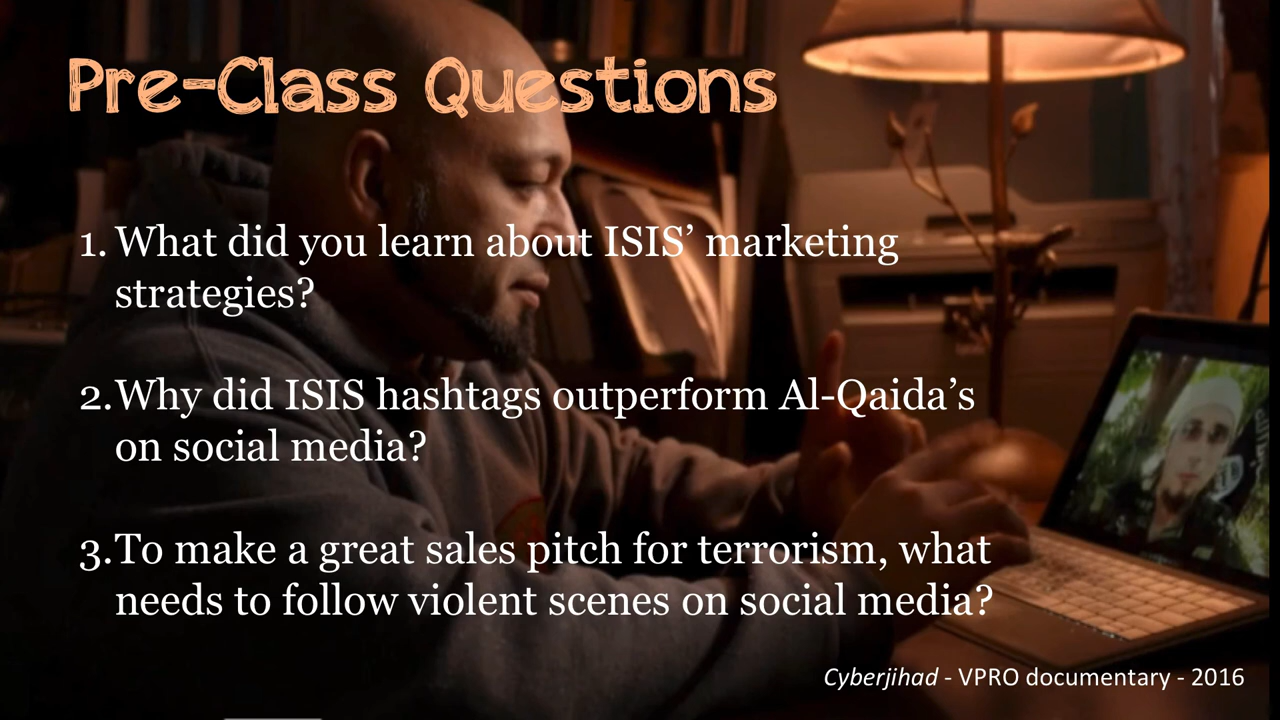 Pre-Class Questions
1. What did you learn about ISIS’ marketing
strategies?
2. Why did ISIS hashtags outperform Al-Qaida’s
on social media?
3. To make a great sales pitch for terrorism, what
needs to follow violent scenes on social media?
Cyberjihad - VPRO documentary - 2016